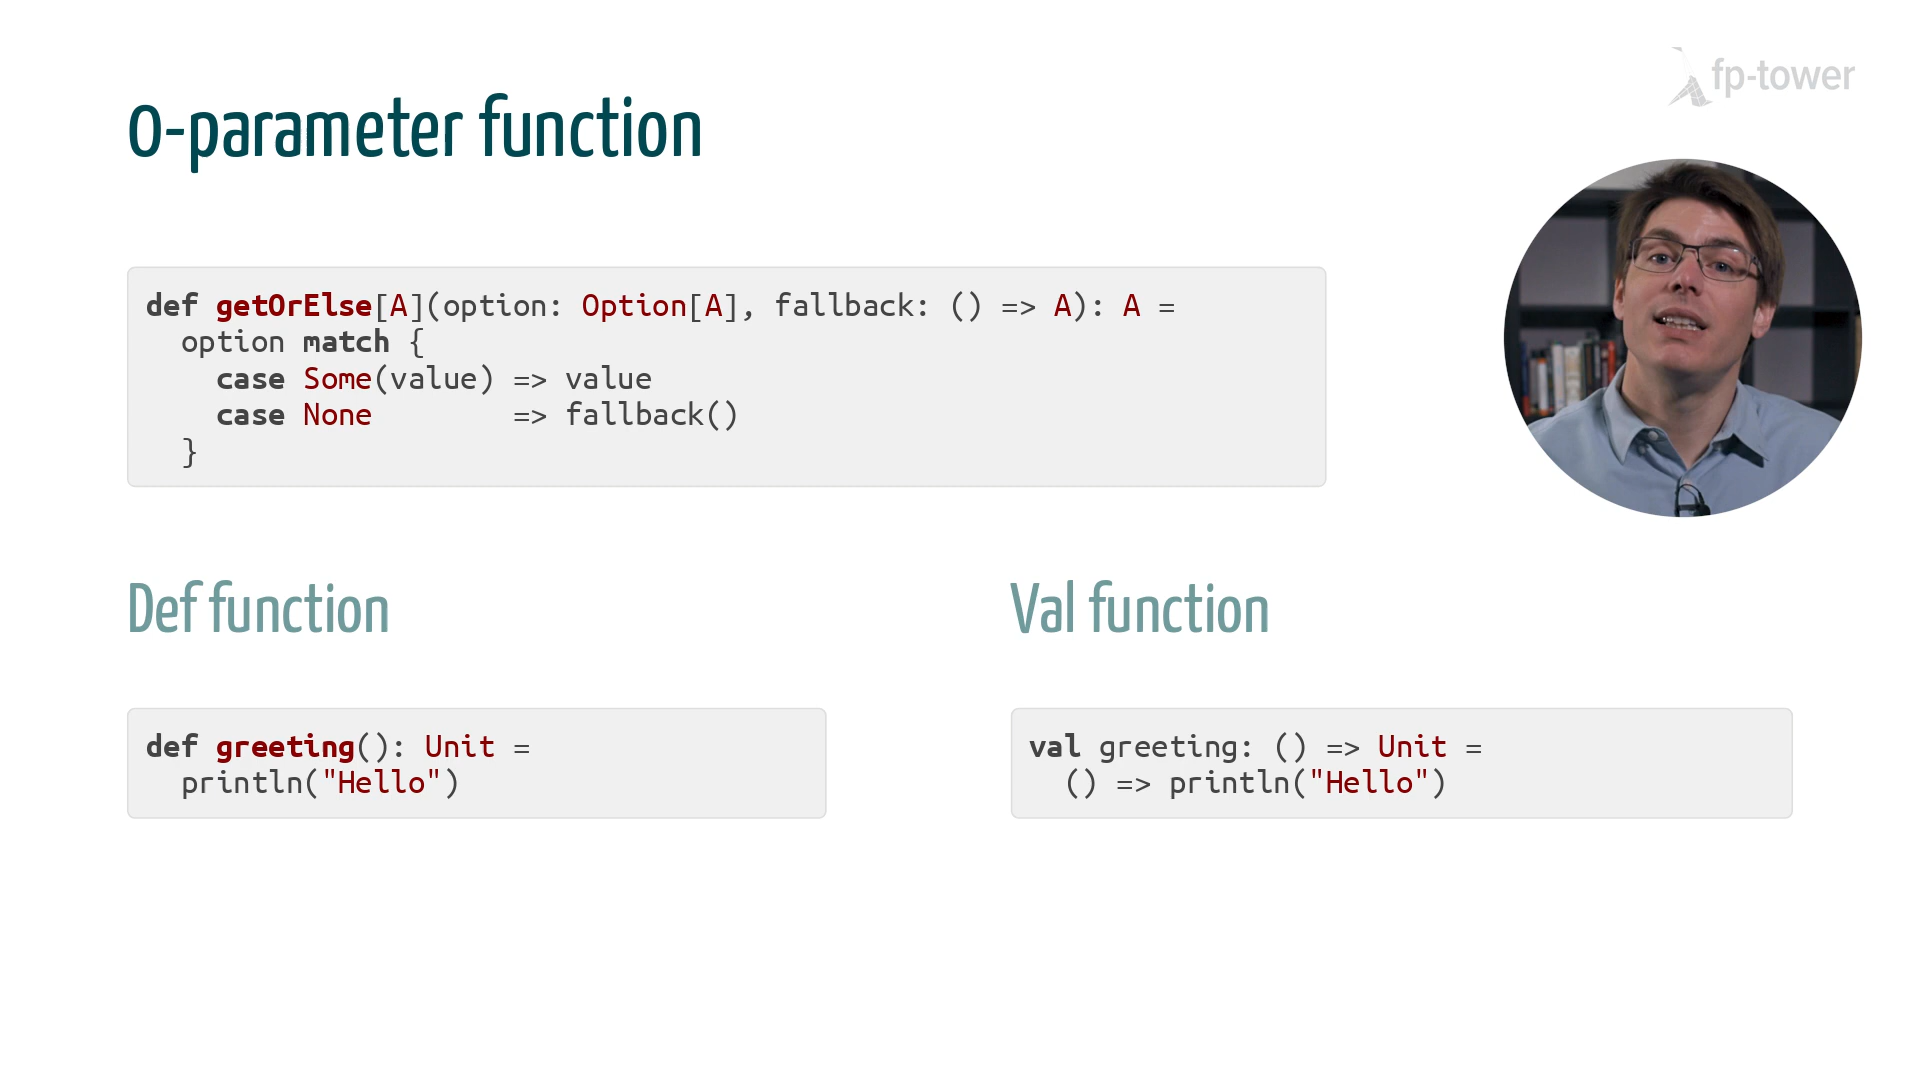 fp-tower
0-parameter function
def getOrElse[A](option: Option[A], fallback: () => A): A =
  option match {
    case Some(value) => value
    case None        => fallback()
  }
Def function
def greeting(): Unit =
  println("Hello")
Val function
val greeting: () => Unit =
  () => println("Hello")